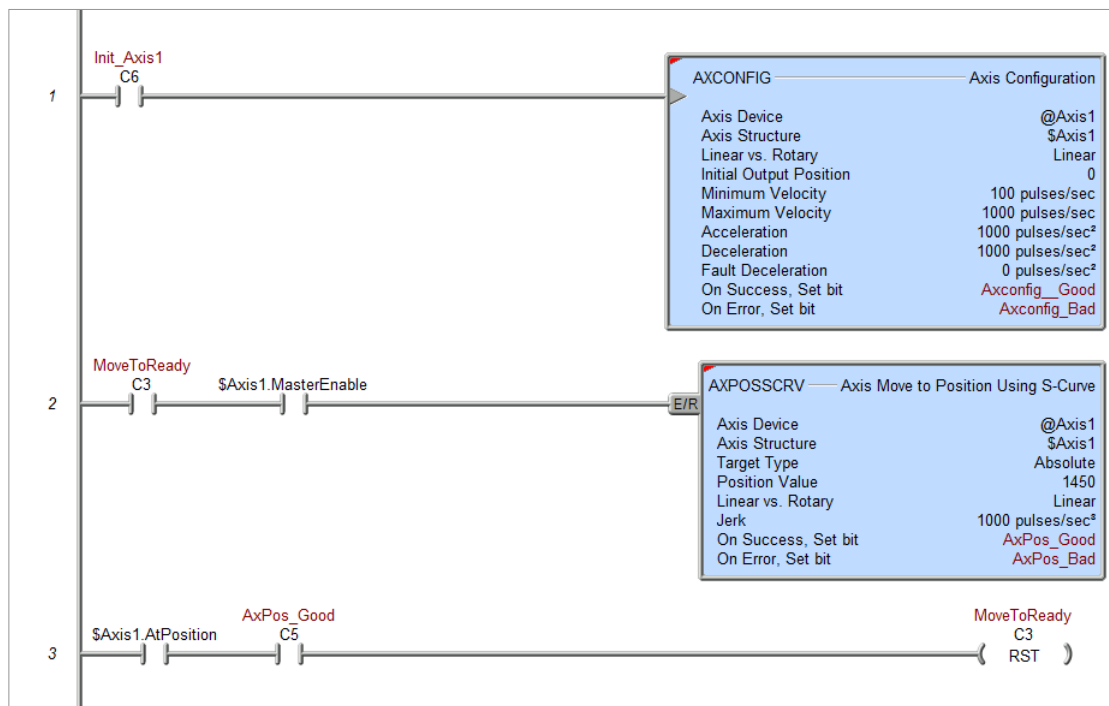 Init_Axis1
C6
1
AXCONFIG Axis Configuration
Axis Device @Axis1
Axis Structure $Axis1
Linear vs. Rotary Linear
Initial Output Position 0
Minimum Velocity 100 pulses/sec
Maximum Velocity 1000 pulses/sec
Acceleration 1000 pulses/sec²
Deceleration 1000 pulses/sec²
Fault Deceleration 0 pulses/sec²
On Success, Set bit Axconfig__Good
On Error, Set bit Axconfig_Bad
MoveToReady
C3 $Axis1.MasterEnable
2
E/R
AXPOSSCRV Axis Move to Position Using S-Curve
Axis Device @Axis1
Axis Structure $Axis1
Target Type Absolute
Position Value 1450
Linear vs. Rotary Linear
Jerk 1000 pulses/sec³
On Success, Set bit AxPos_Good
On Error, Set bit AxPos_Bad
AxPos_Good MoveToReady
$Axis1.AtPosition C5 C3
3 RST